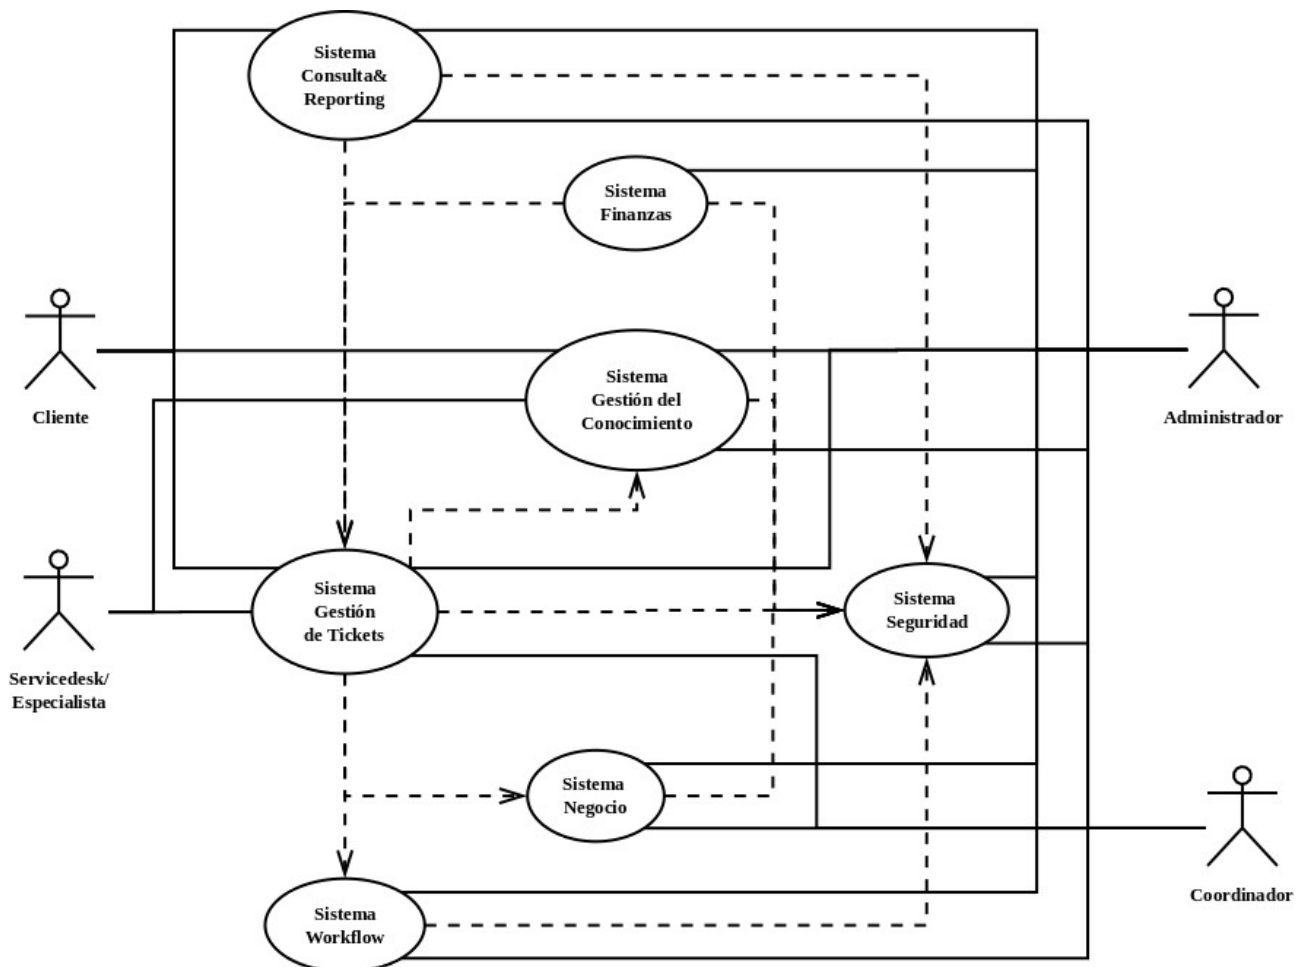 Sistema
Consulta&
Reporting
Sistema
Finanzas
Cliente
Sistema
Gestión del
Conocimiento
Administrador
Servicedesk/
Especialista
Sistema
Gestión
de Tickets
Sistema
Seguridad
Sistema
Negocio
Coordinador
Sistema
Workflow